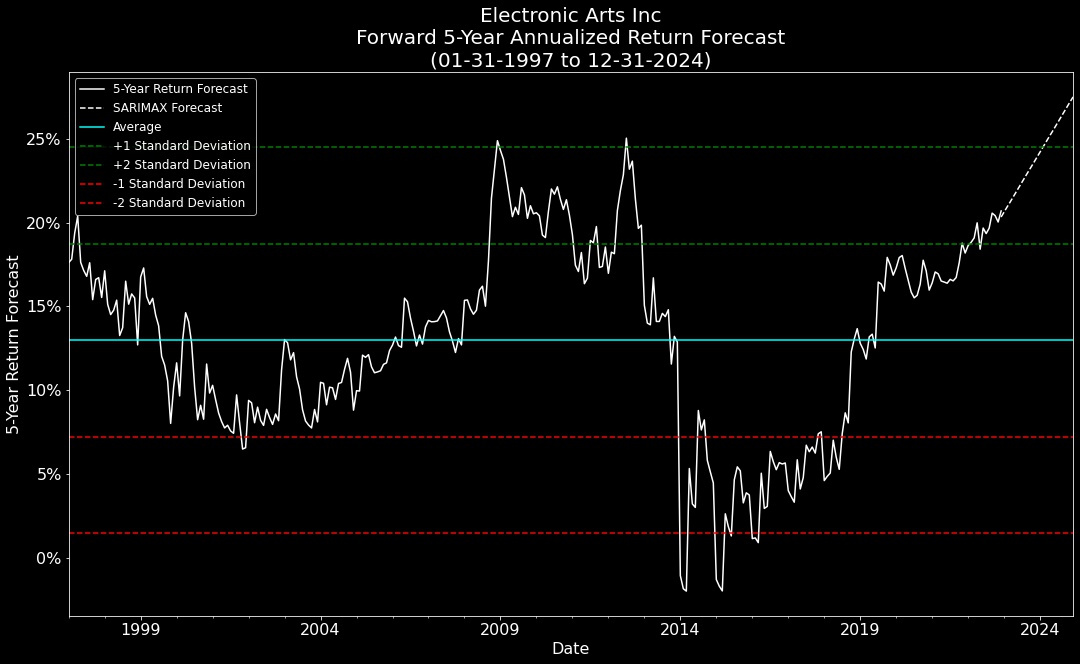 Electronic Arts Inc
Forward 5-Year Annualized Return Forecast
(01-31-1997 to 12-31-2024)
5-Year Return Forecast
SARIMAX Forecast
Average
+1 Standard Deviation
+2 Standard Deviation
-1 Standard Deviation
-2 Standard Deviation
25%
20%
15%
10%
5%
0%
5-Year Return Forecast
1999 2004 2009 2014 2019 2024
Date